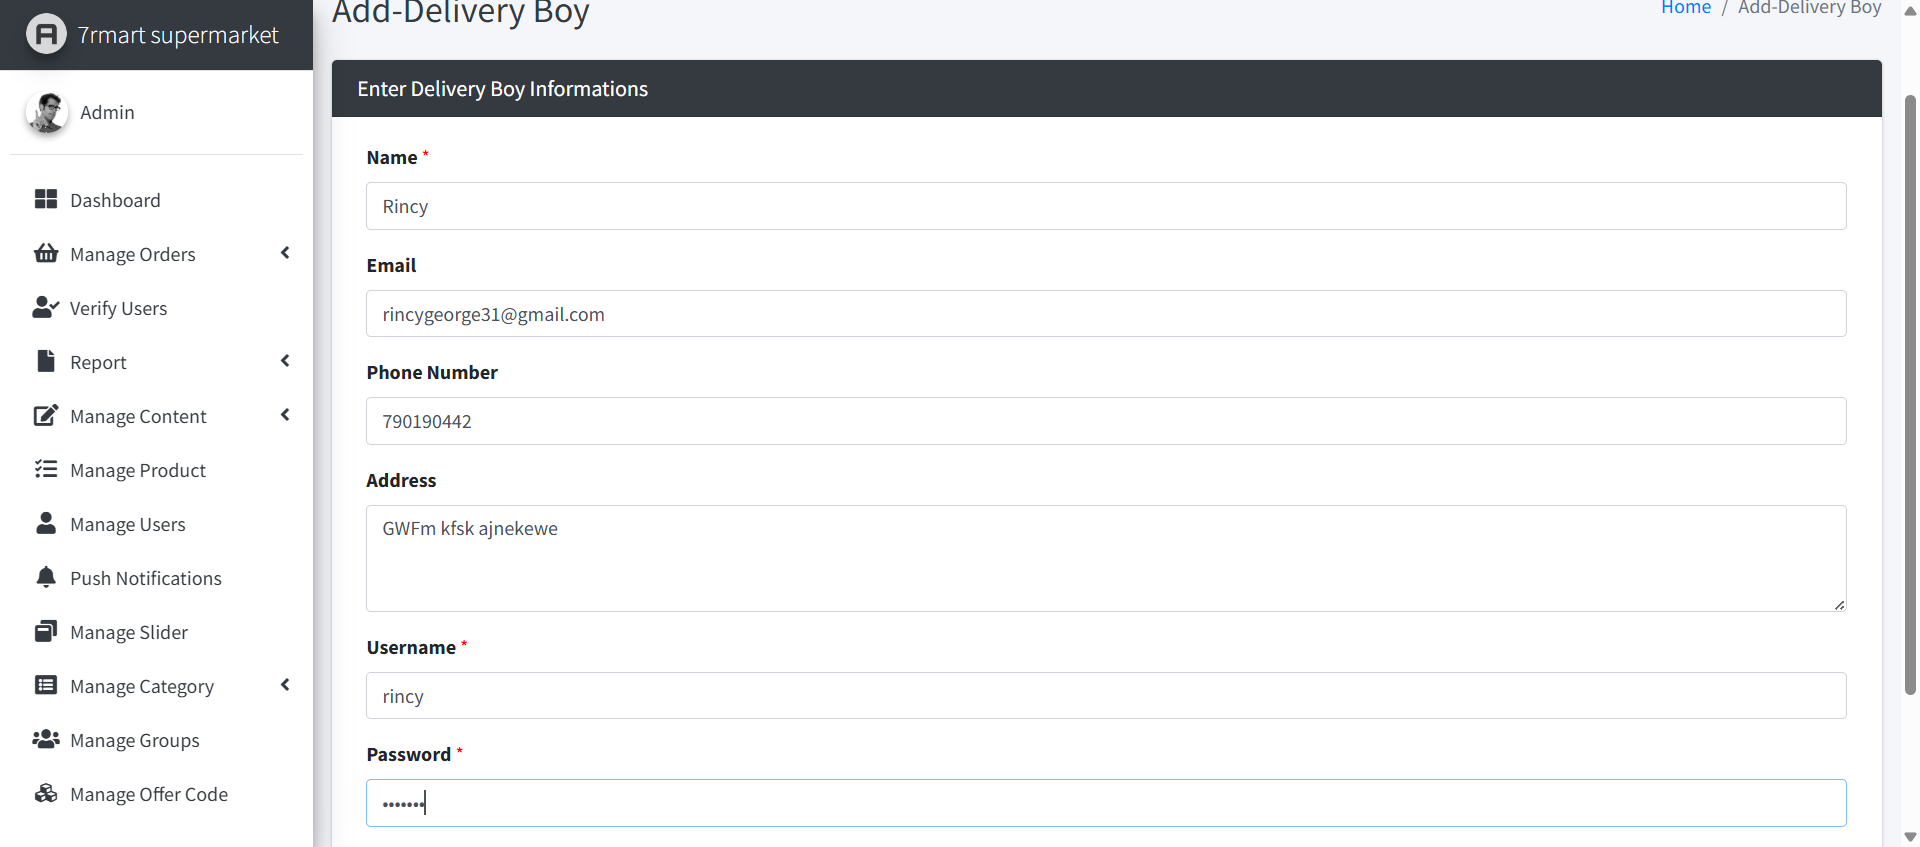 7rmart supermarket
Admin
Dashboard
Manage Orders
Verify Users
Report
Manage Content
Manage Product
Manage Users
Push Notifications
Manage Slider
Manage Category
Manage Groups
Manage Offer Code
Add-Delivery Boy
Home / Add-Delivery Boy
Enter Delivery Boy Informations
Name *
Rincy
Email
rincygeorge31@gmail.com
Phone Number
790190442
Address
GWFm kfsk ajnekewe
Username *
rincy
Password *
•••••••